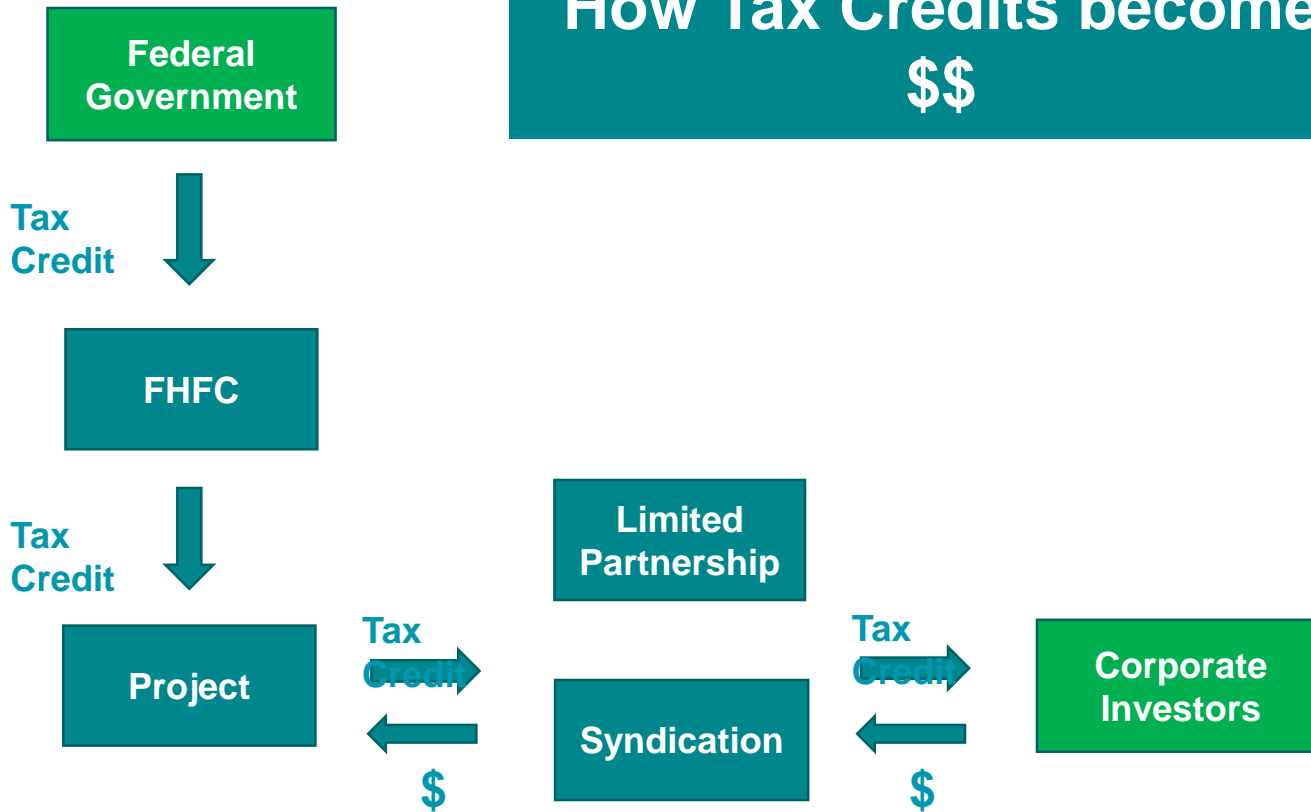 How Tax Credits become
$$
Federal
Government
Tax
Credit
FHFC
Tax
Credit
Limited
Partnership
Project
Tax
Credit
$
Syndication
Tax
Credit
$
Corporate
Investors